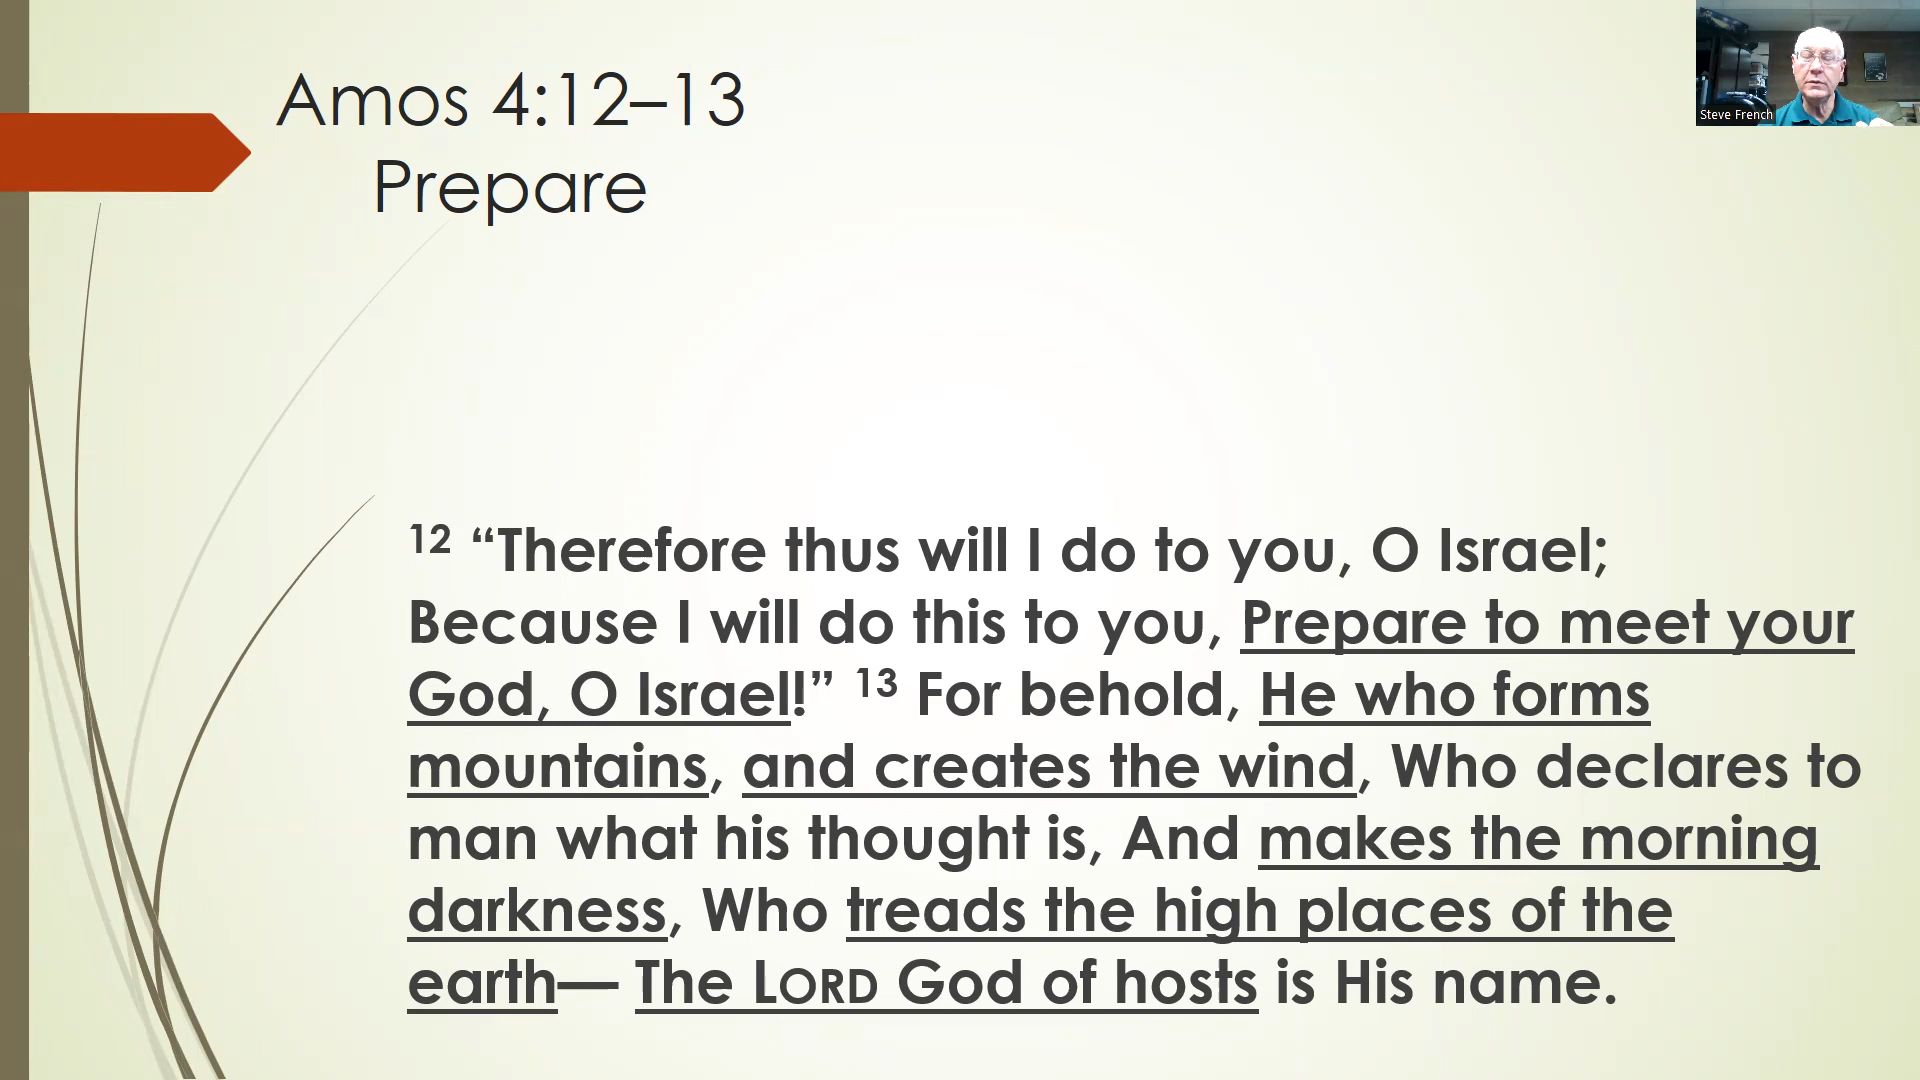 Amos 4:12–13
Prepare
Steve French
¹² “Therefore thus will I do to you, O Israel;
Because I will do this to you, Prepare to meet your
God, O Israel!” ¹³ For behold, He who forms
mountains, and creates the wind, Who declares to
man what his thought is, And makes the morning
darkness, Who treads the high places of the
earth— The LORD God of hosts is His name.